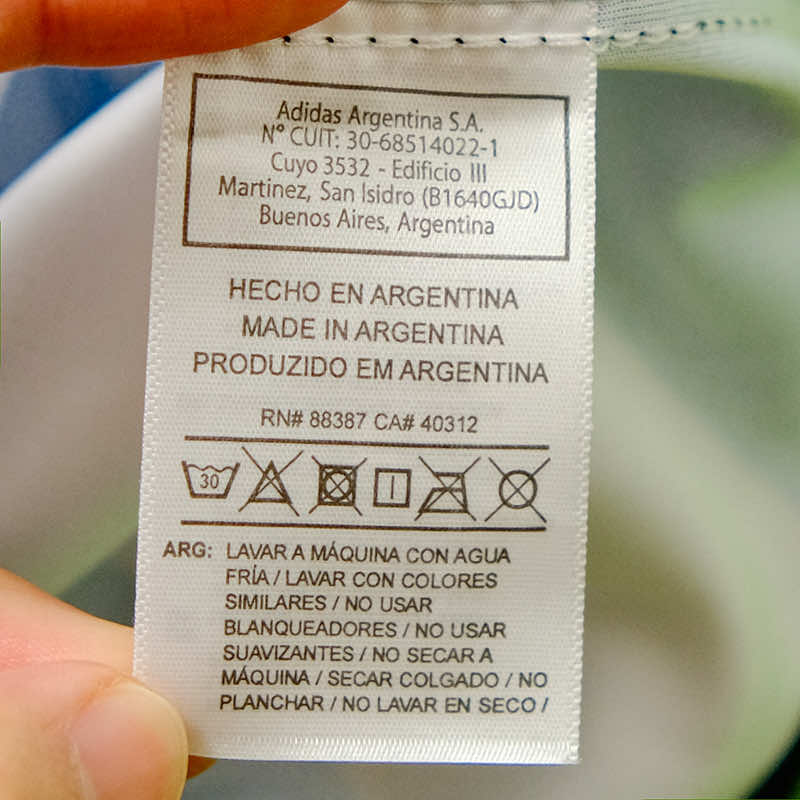 Adidas Argentina S.A.
N° CUIT: 30-68514022-1
Cuyo 3532 - Edificio III
Martinez, San Isidro (B1640GJD)
Buenos Aires, Argentina
HECHO EN ARGENTINA
MADE IN ARGENTINA
PRODUZIDO EM ARGENTINA
RN# 88387 CA# 40312
30
ARG: LAVAR A MÁQUINA CON AGUA
FRÍA / LAVAR CON COLORES
SIMILARES / NO USAR
BLANQUEADORES / NO USAR
SUAVIZANTES / NO SECAR A
MÁQUINA / SECAR COLGADO / NO
PLANCHAR / NO LAVAR EN SECO /